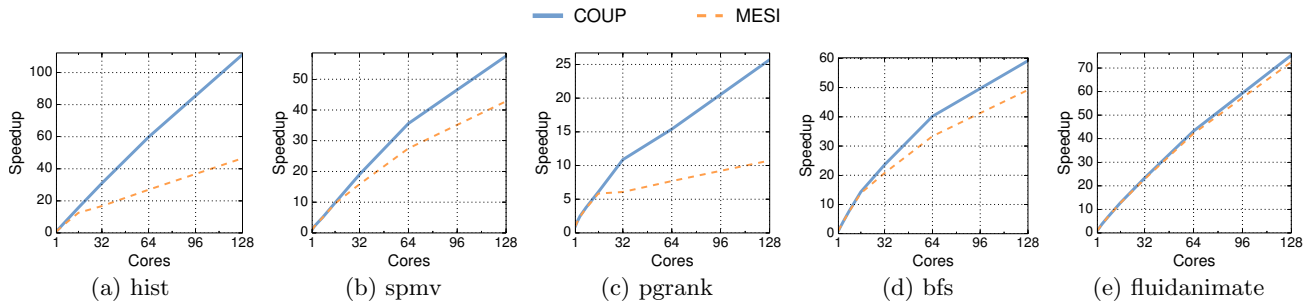 COUP MESI
Speedup
100
80
60
40
20
0
1 32 64 96 128
Cores
(a) hist
Speedup
50
40
30
20
10
0
1 32 64 96 128
Cores
(b) spmv
Speedup
25
20
15
10
5
0
1 32 64 96 128
Cores
(c) pgrank
Speedup
60
50
40
30
20
10
0
1 32 64 96 128
Cores
(d) bfs
Speedup
70
60
50
40
30
20
10
0
1 32 64 96 128
Cores
(e) fluidanimate